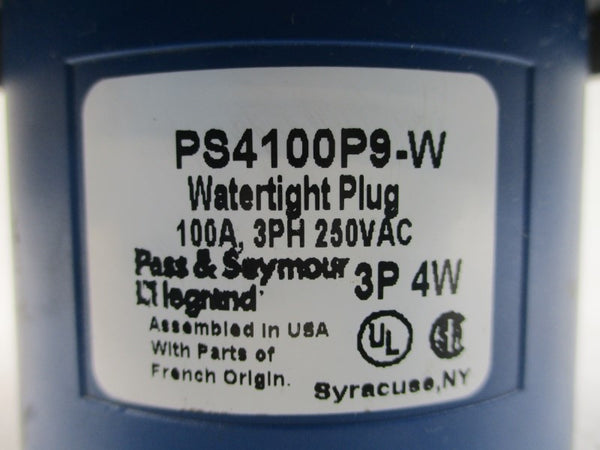 PS4100P9-W
Watertight Plug
100A, 3PH 250VAC
Pass & Seymour
legrand
3P 4W
Assembled in USA
With Parts of
French Origin.
UL
Syracuse, NY